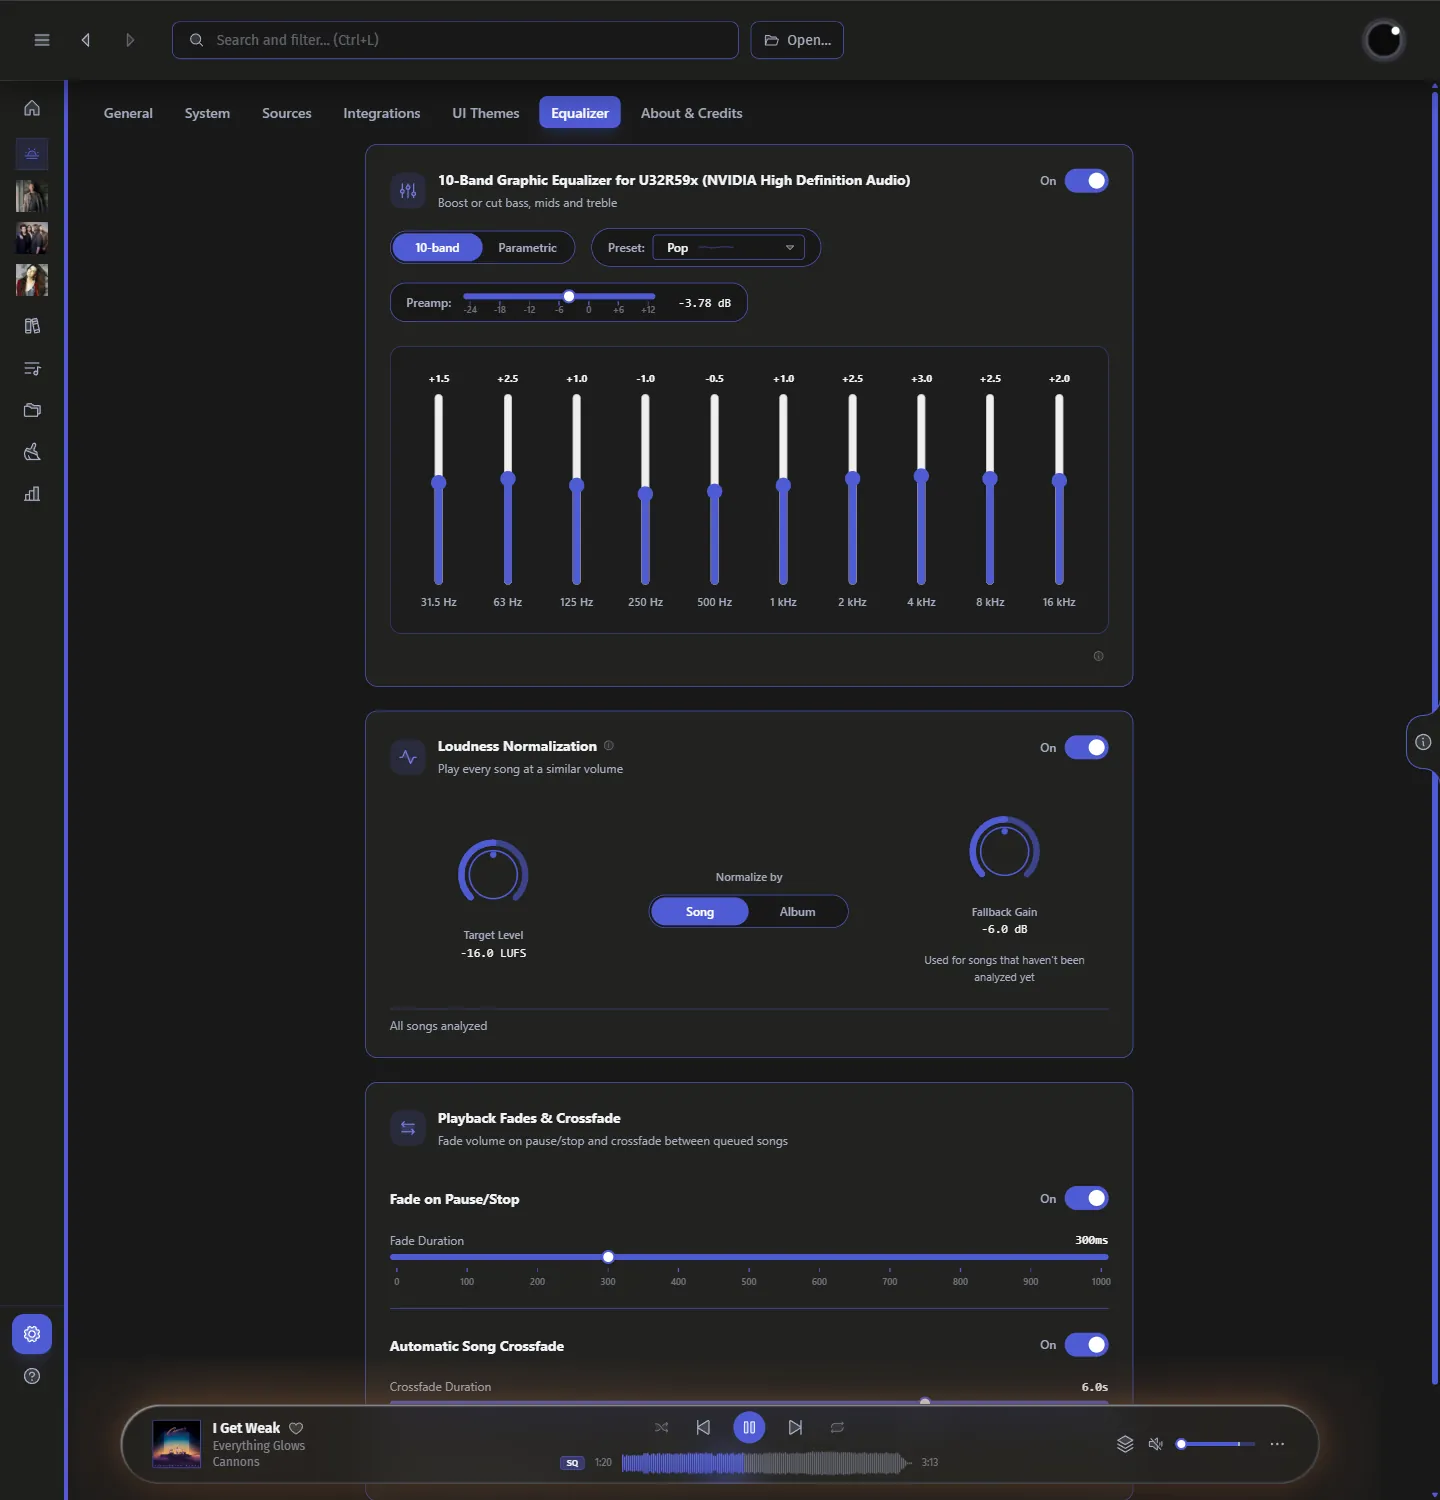 Search and filter... (Ctrl+L)
Open...
General
System
Sources
Integrations
UI Themes
Equalizer
About & Credits
10-Band Graphic Equalizer for U32R59x (NVIDIA High Definition Audio)
On
Boost or cut bass, mids and treble
10-band
Parametric
Preset:
Pop
Preamp:
-24 -18 -12 -6 0 +6 +12
-3.78 dB
+1.5 +2.5 +1.0 -1.0 -0.5 +1.0 +2.5 +3.0 +2.5 +2.0
31.5 Hz 63 Hz 125 Hz 250 Hz 500 Hz 1 kHz 2 kHz 4 kHz 8 kHz 16 kHz
Loudness Normalization
On
Play every song at a similar volume
Target Level
-16.0 LUFS
Normalize by
Song
Album
Fallback Gain
-6.0 dB
Used for songs that haven't been
analyzed yet
All songs analyzed
Playback Fades & Crossfade
Fade volume on pause/stop and crossfade between queued songs
Fade on Pause/Stop
On
Fade Duration
300ms
0 100 200 300 400 500 600 700 800 900 1000
Automatic Song Crossfade
On
Crossfade Duration
6.0s
I Get Weak
Everything Glows
Cannons
SQ
1:20
3:13